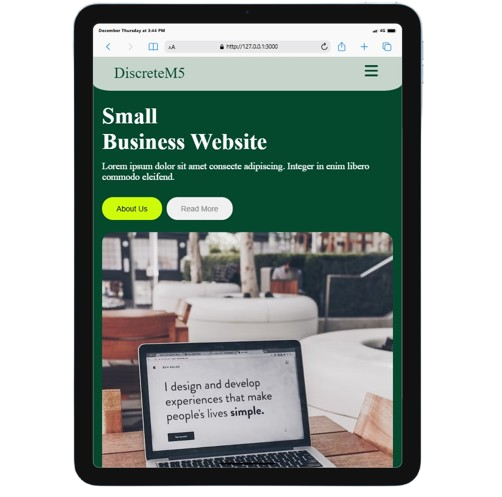 December Thursday at 3:44 PM
4G
AA
http://127.0.0.1:3000
DiscreteM5
Small
Business Website
Lorem ipsum dolor sit amet consecte adipiscing. Integer in enim libero
commodo eleifend.
About Us
Read More
I design and develop
experiences that make
people's lives simple.